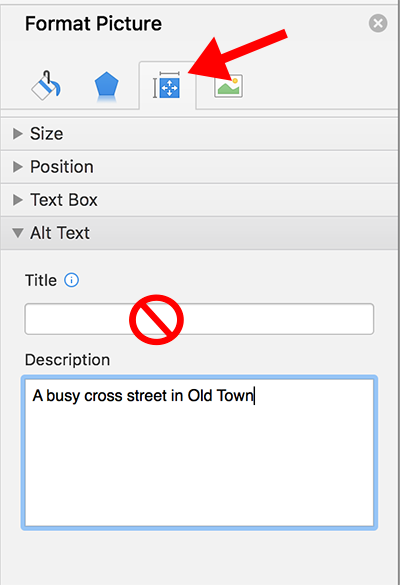 Format Picture
Size
Position
Text Box
Alt Text
Title
Description
A busy cross street in Old Town